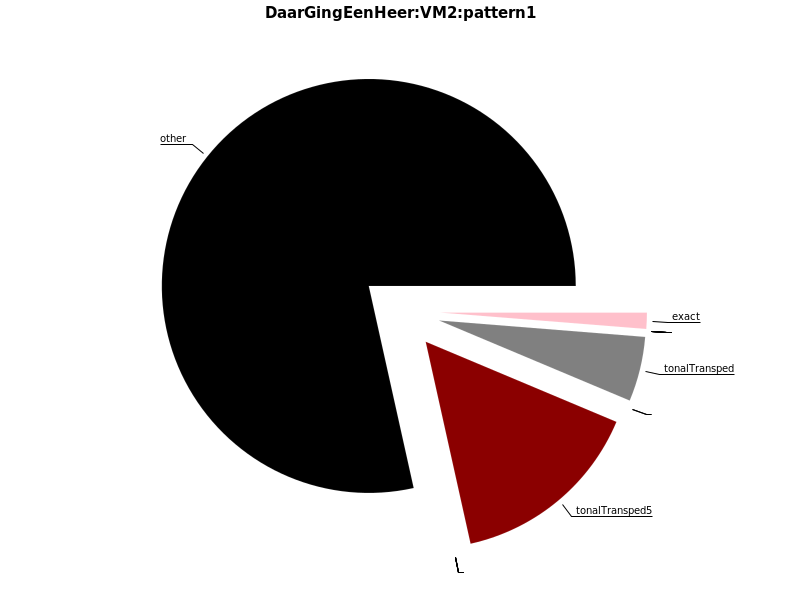 DaarGingEenHeer:VM2:pattern1
other
exact
tonalTransped
tonalTransped5